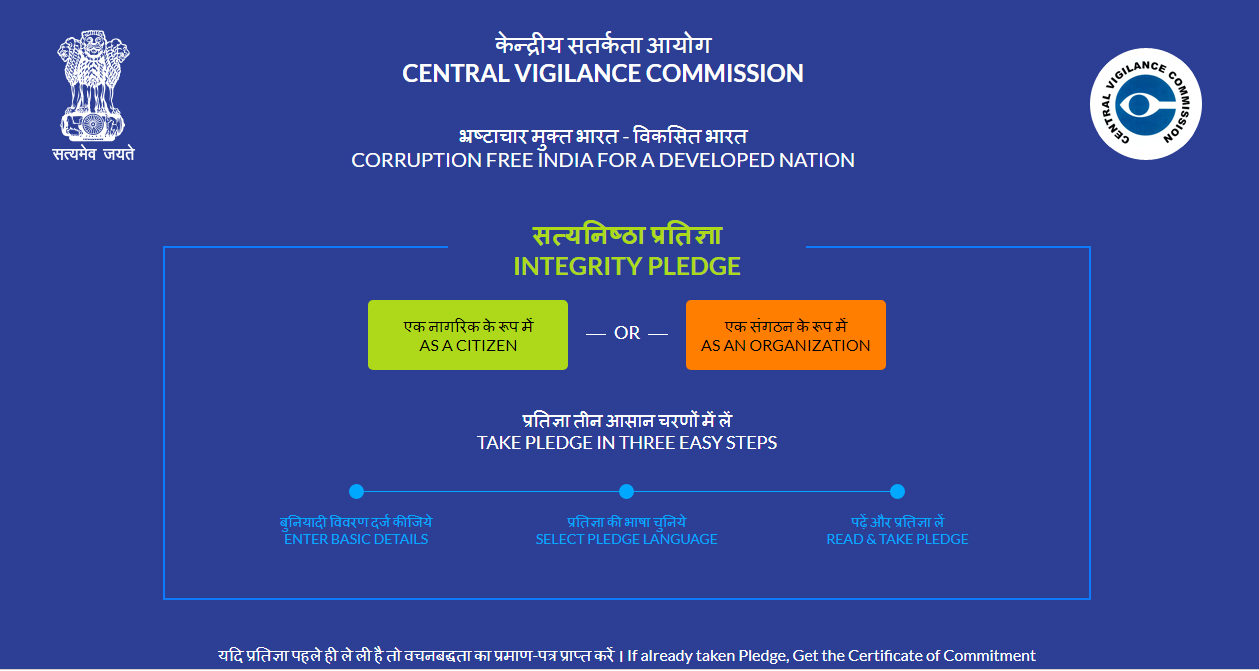 केन्द्रीय सतर्कता आयोग
CENTRAL VIGILANCE COMMISSION
सत्यमेव जयते
CENTRAL VIGILANCE COMMISSION
भ्रष्टाचार मुक्त भारत - विकसित भारत
CORRUPTION FREE INDIA FOR A DEVELOPED NATION
सत्यनिष्ठा प्रतिज्ञा
INTEGRITY PLEDGE
एक नागरिक के रूप में
AS A CITIZEN
— OR —
एक संगठन के रूप में
AS AN ORGANIZATION
प्रतिज्ञा तीन आसान चरणों में लें
TAKE PLEDGE IN THREE EASY STEPS
बुनियादी विवरण दर्ज कीजिये
ENTER BASIC DETAILS
प्रतिज्ञा की भाषा चुनिये
SELECT PLEDGE LANGUAGE
पढ़ें और प्रतिज्ञा लें
READ & TAKE PLEDGE
यदि प्रतिज्ञा पहले ही ले ली है तो वचनबद्धता का प्रमाण-पत्र प्राप्त करें । If already taken Pledge, Get the Certificate of Commitment